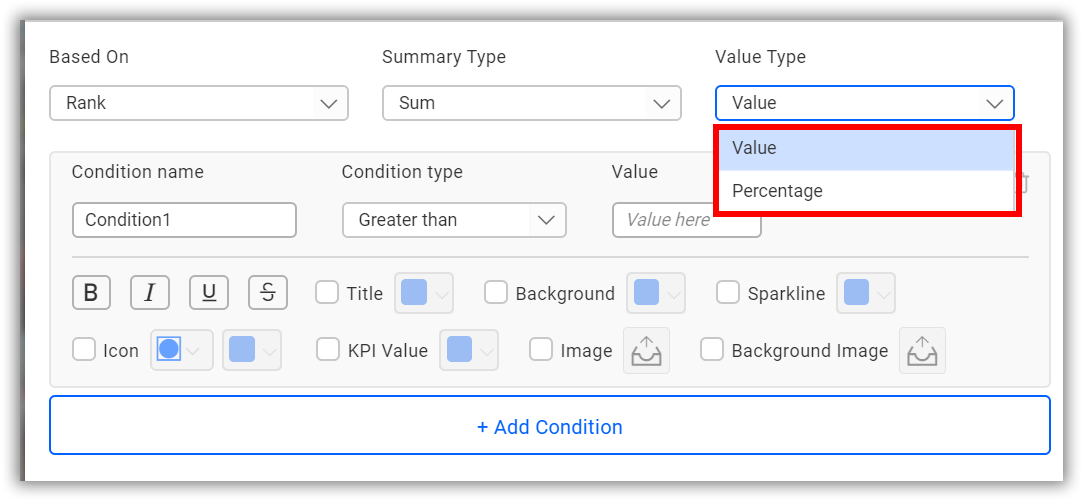 Based On Summary Type Value Type
Rank Sum Value
Value
Percentage
Condition name Condition type Value
Condition1 Greater than Value here
B I U S Title Background Sparkline
Icon KPI Value Image Background Image
+ Add Condition